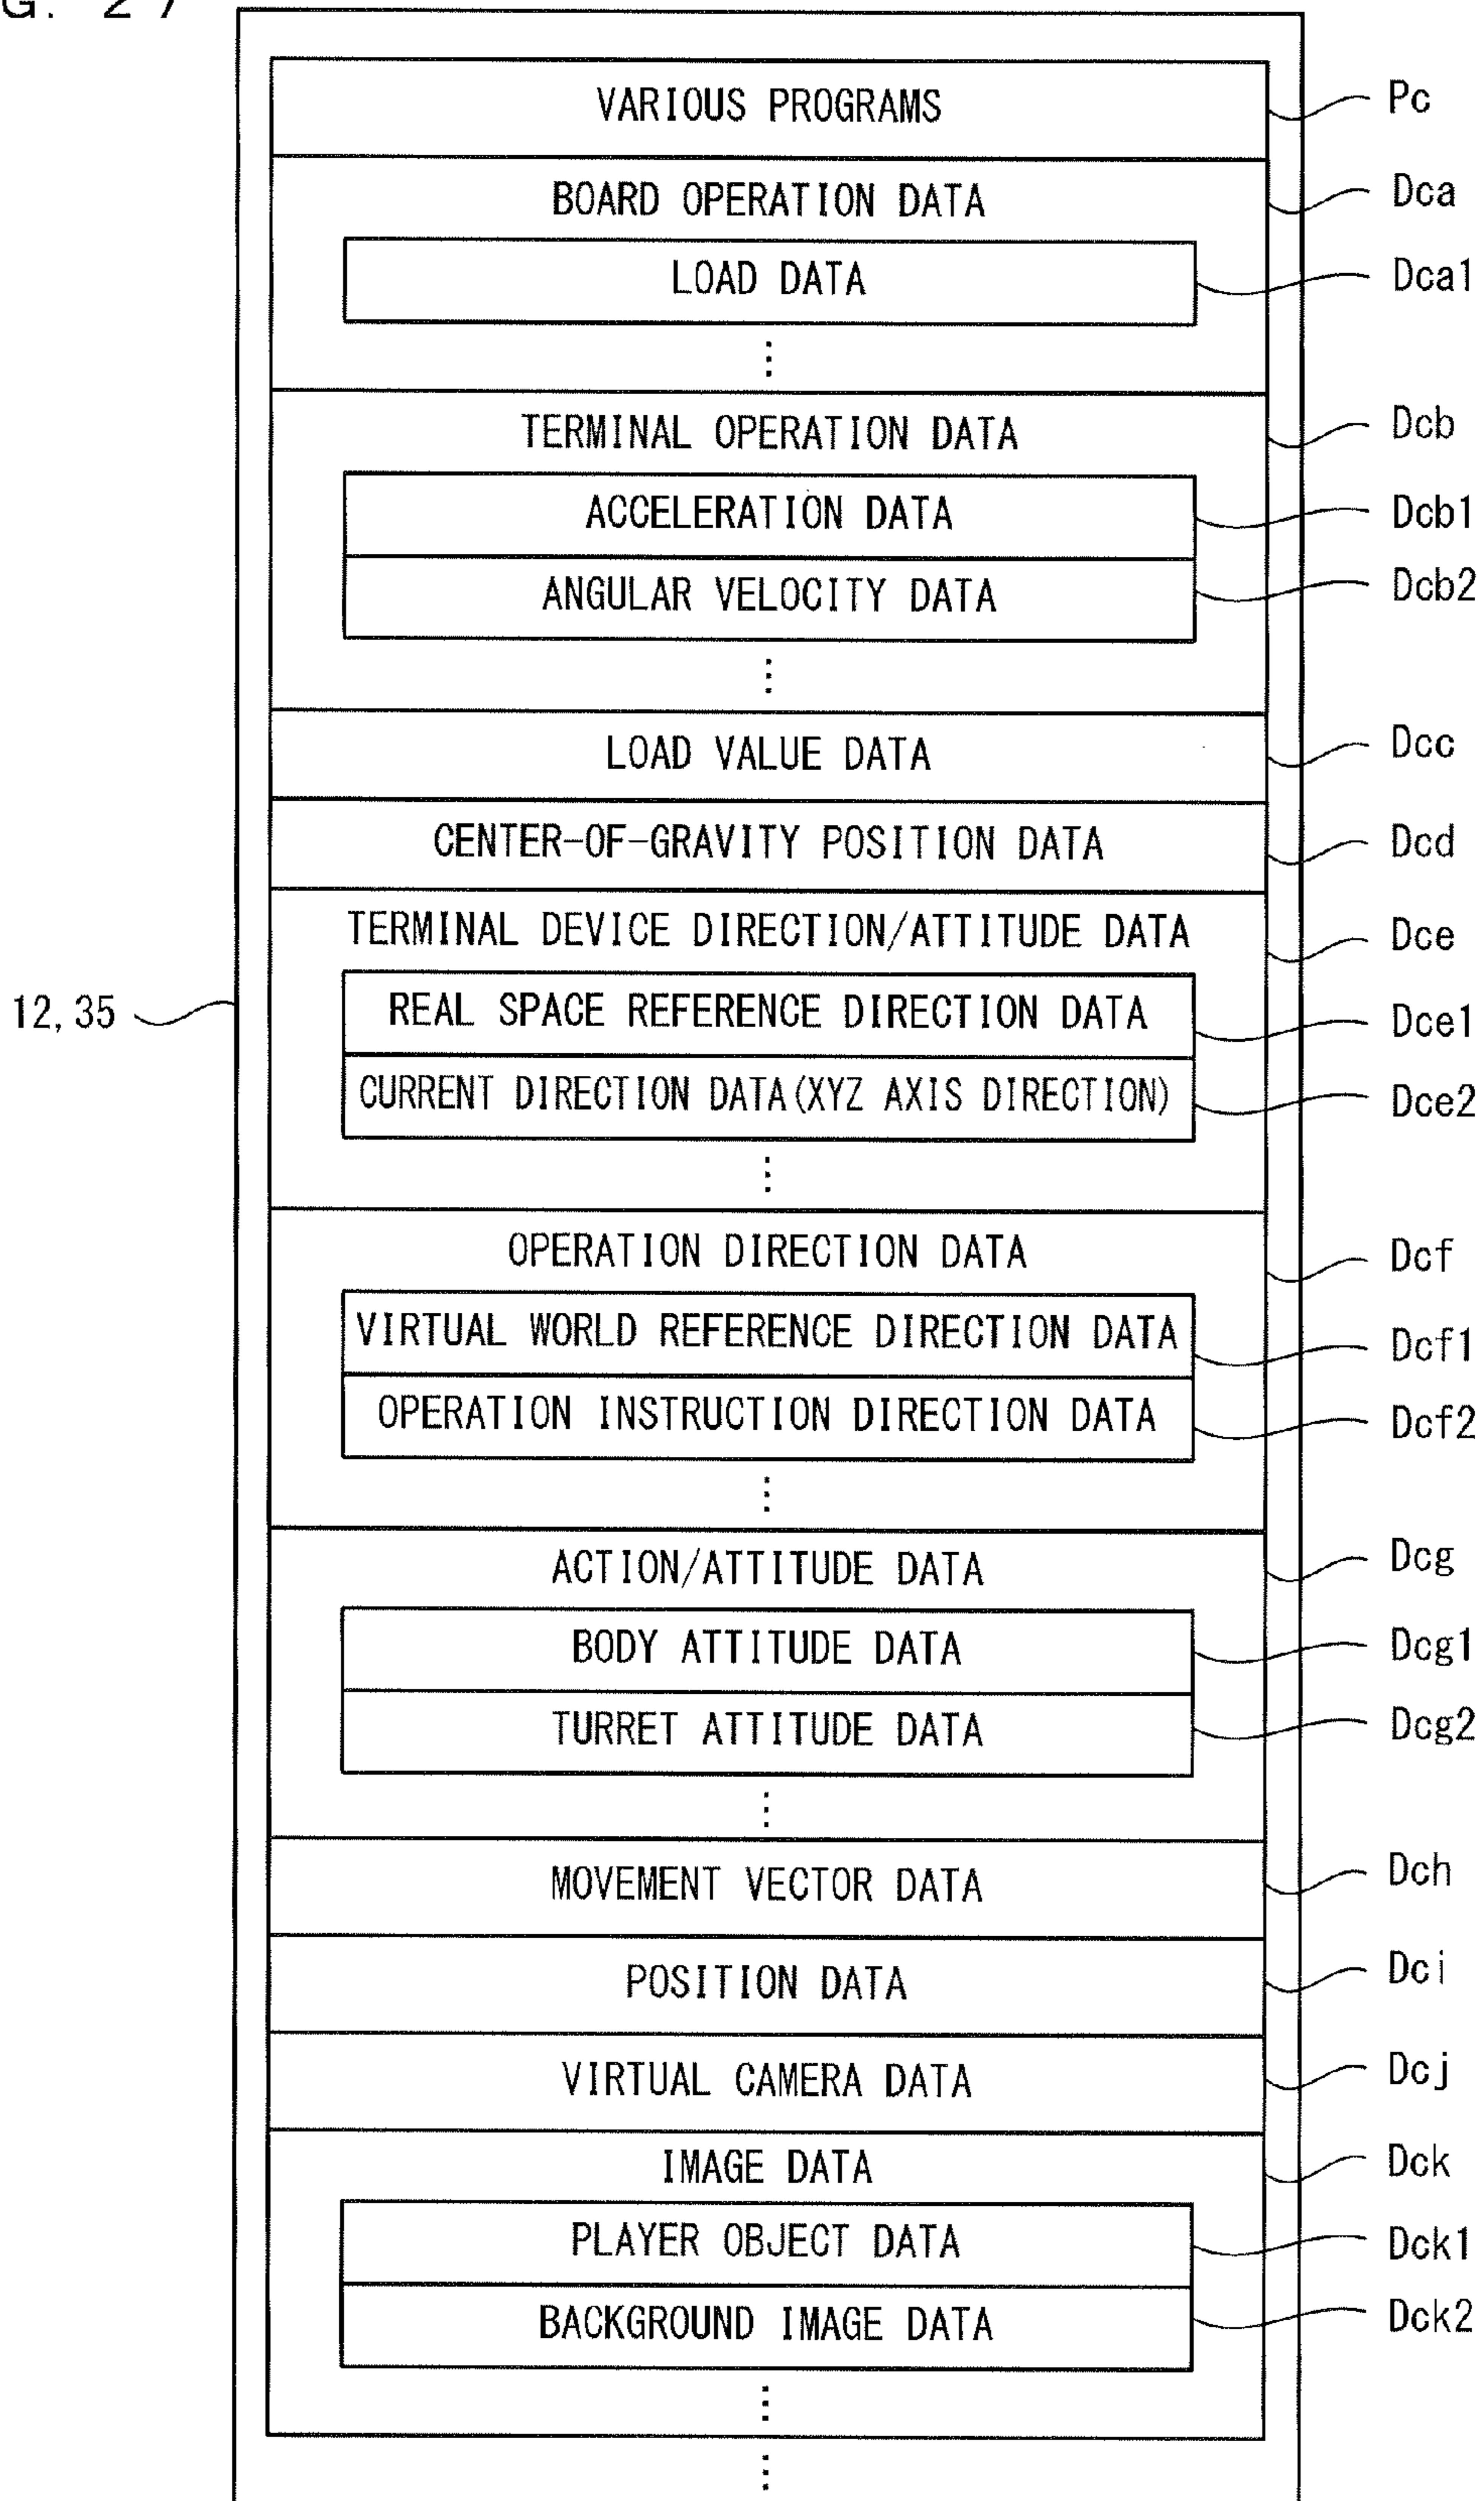 G. 27
VARIOUS PROGRAMS Pc
BOARD OPERATION DATA Dca
LOAD DATA Dca1
TERMINAL OPERATION DATA Dcb
ACCELERATION DATA Dcb1
ANGULAR VELOCITY DATA Dcb2
LOAD VALUE DATA Dcc
CENTER-OF-GRAVITY POSITION DATA Dcd
TERMINAL DEVICE DIRECTION/ATTITUDE DATA Dce
12,35 REAL SPACE REFERENCE DIRECTION DATA Dce1
CURRENT DIRECTION DATA(XYZ AXIS DIRECTION) Dce2
OPERATION DIRECTION DATA Dcf
VIRTUAL WORLD REFERENCE DIRECTION DATA Dcf1
OPERATION INSTRUCTION DIRECTION DATA Dcf2
ACTION/ATTITUDE DATA Dcg
BODY ATTITUDE DATA Dcg1
TURRET ATTITUDE DATA Dcg2
MOVEMENT VECTOR DATA Dch
POSITION DATA Dci
VIRTUAL CAMERA DATA Dcj
IMAGE DATA Dck
PLAYER OBJECT DATA Dck1
BACKGROUND IMAGE DATA Dck2